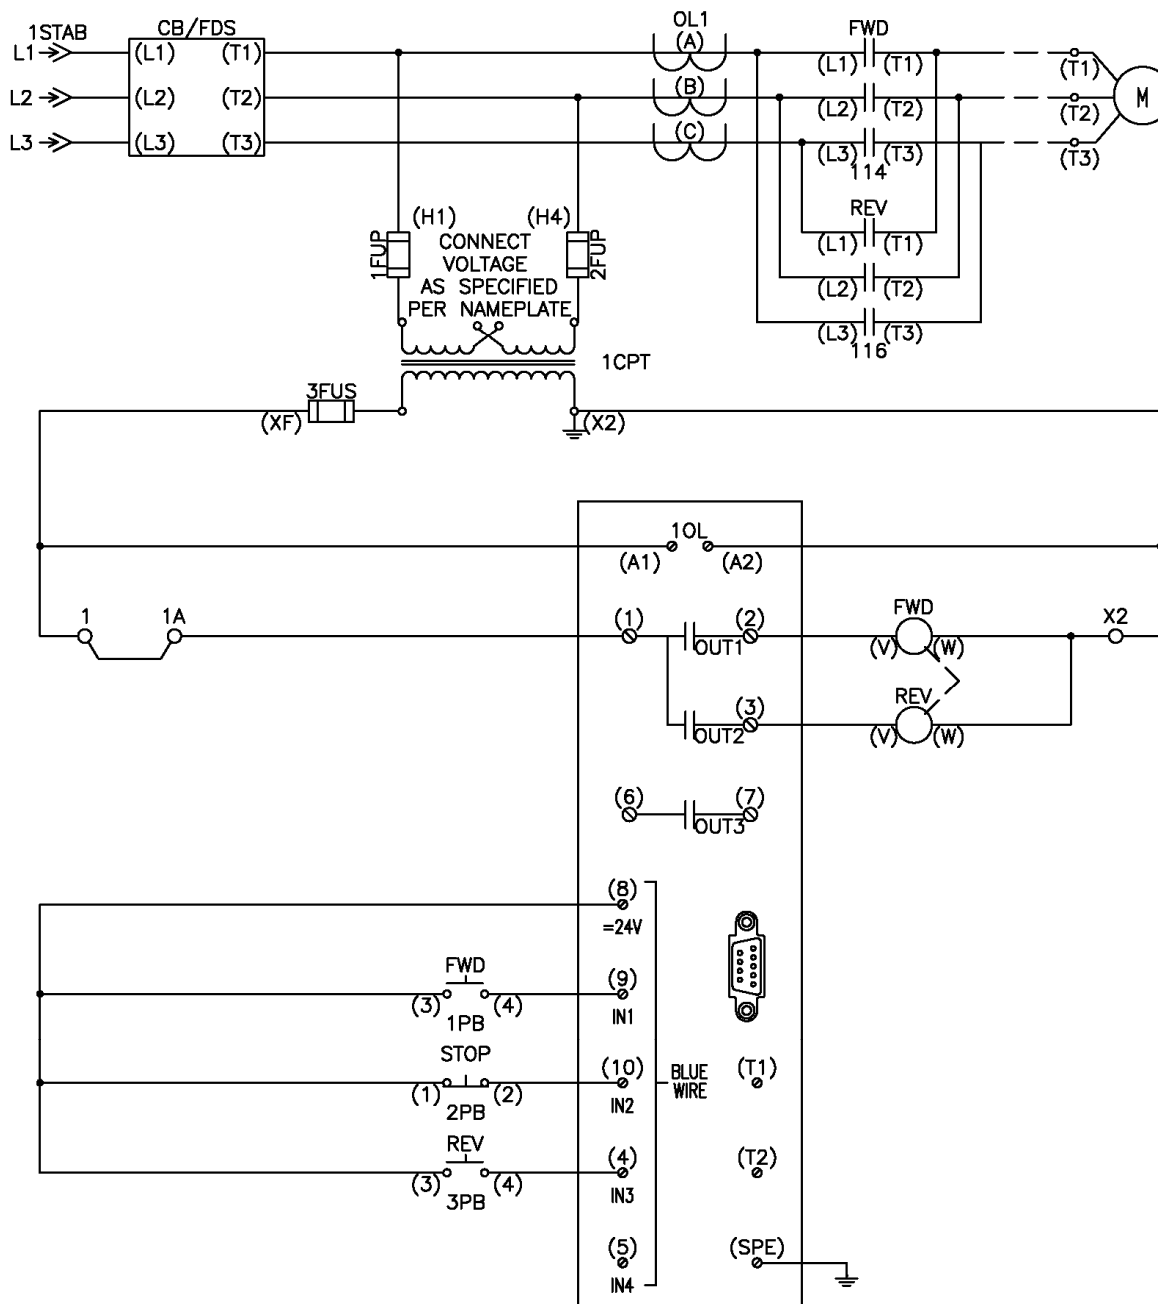 1STAB CB/FDS OL1 FWD
L1 (L1) (T1) (A) (L1) (T1) (T1)
L2 (L2) (T2) (B) (L2) (T2) (T2) M
L3 (L3) (T3) (C) (L3) (T3) (T3)
114
REV
(L1) (T1)
(L2) (T2)
(L3) (T3)
116
(H1) (H4)
1FUP 2FUP
CONNECT
VOLTAGE
AS SPECIFIED
PER NAMEPLATE
1CPT
3FUS
(XF) (X2)
1OL
(A1) (A2)
1 1A (1) (2) FWD X2
OUT1 (V) (W)
(3) REV
OUT2 (V) (W)
(6) (7)
OUT3
(8)
=24V
FWD (9)
(3) (4)
1PB IN1
STOP (10) BLUE (T1)
(1) (2) WIRE
2PB IN2
REV (4) (T2)
(3) (4)
3PB IN3
(5) (SPE)
IN4